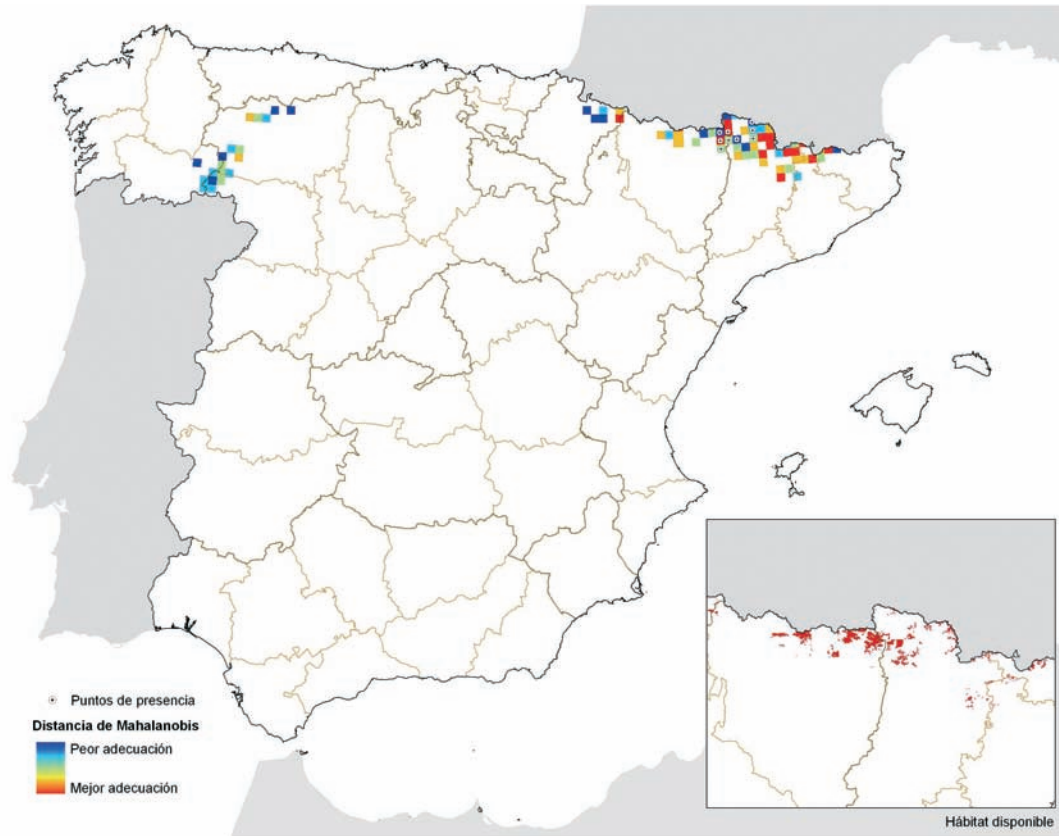 Puntos de presencia
Distancia de Mahalanobis
Peor adecuación
Mejor adecuación
Hábitat disponible